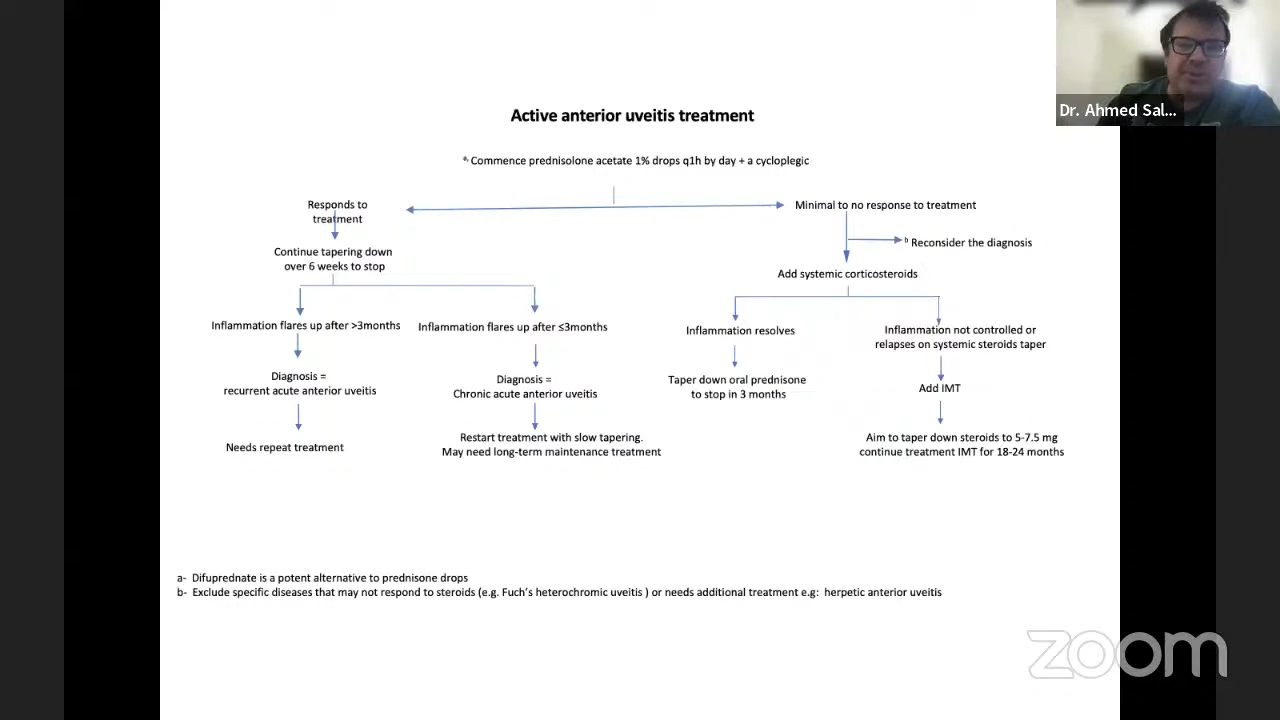 Dr. Ahmed Sal...
Active anterior uveitis treatment
a. Commence prednisolone acetate 1% drops q1h by day + a cycloplegic
Responds to
treatment
Minimal to no response to treatment
b Reconsider the diagnosis
Continue tapering down
over 6 weeks to stop
Add systemic corticosteroids
Inflammation flares up after >3months
Inflammation flares up after ≤3months
Inflammation resolves
Inflammation not controlled or
relapses on systemic steroids taper
Diagnosis =
recurrent acute anterior uveitis
Diagnosis =
Chronic acute anterior uveitis
Taper down oral prednisone
to stop in 3 months
Add IMT
Needs repeat treatment
Restart treatment with slow tapering.
May need long-term maintenance treatment
Aim to taper down steroids to 5-7.5 mg
continue treatment IMT for 18-24 months
a- Difuprednate is a potent alternative to prednisone drops
b- Exclude specific diseases that may not respond to steroids (e.g. Fuch's heterochromic uveitis ) or needs additional treatment e.g: herpetic anterior uveitis
zoom